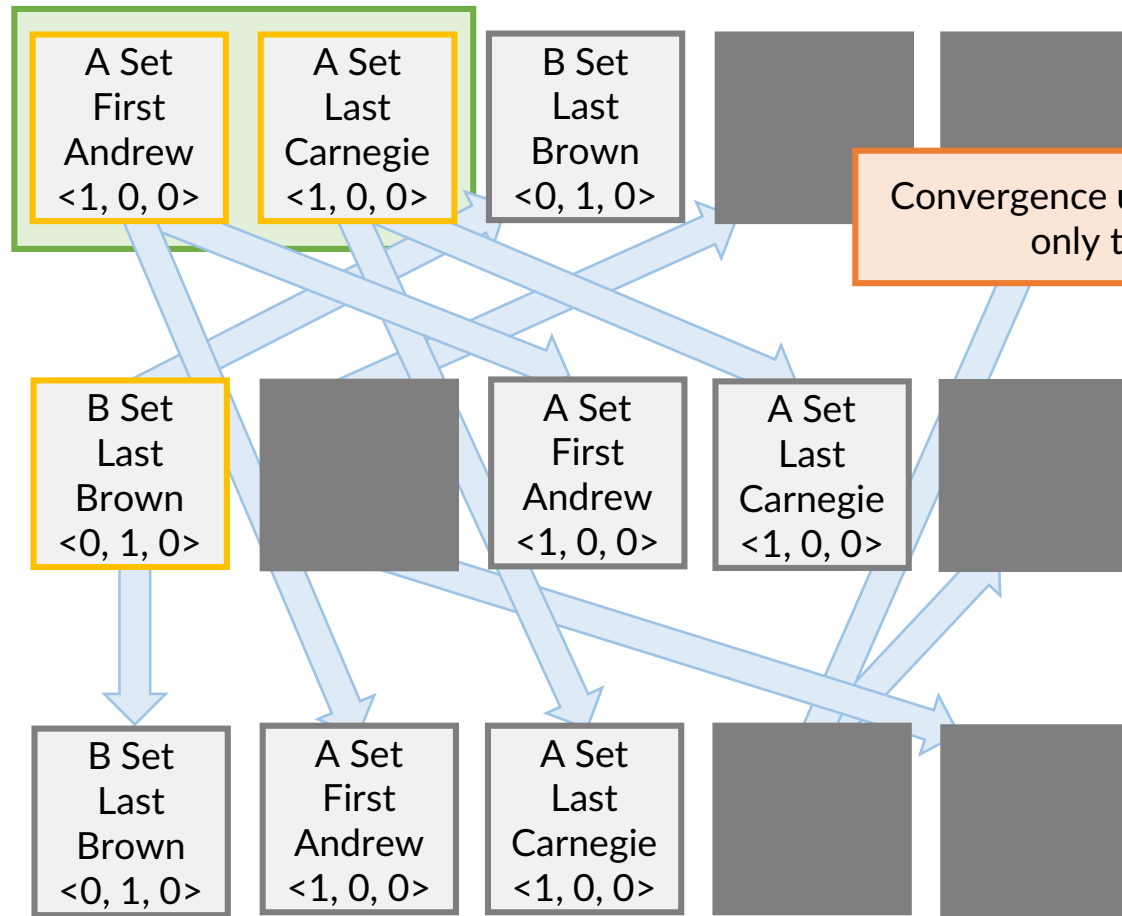 A Set
First
Andrew
<1, 0, 0>
A Set
Last
Carnegie
<1, 0, 0>
B Set
Last
Brown
<0, 1, 0>
Convergence
only
B Set
Last
Brown
<0, 1, 0>
A Set
First
Andrew
<1, 0, 0>
A Set
Last
Carnegie
<1, 0, 0>
B Set
Last
Brown
<0, 1, 0>
A Set
First
Andrew
<1, 0, 0>
A Set
Last
Carnegie
<1, 0, 0>